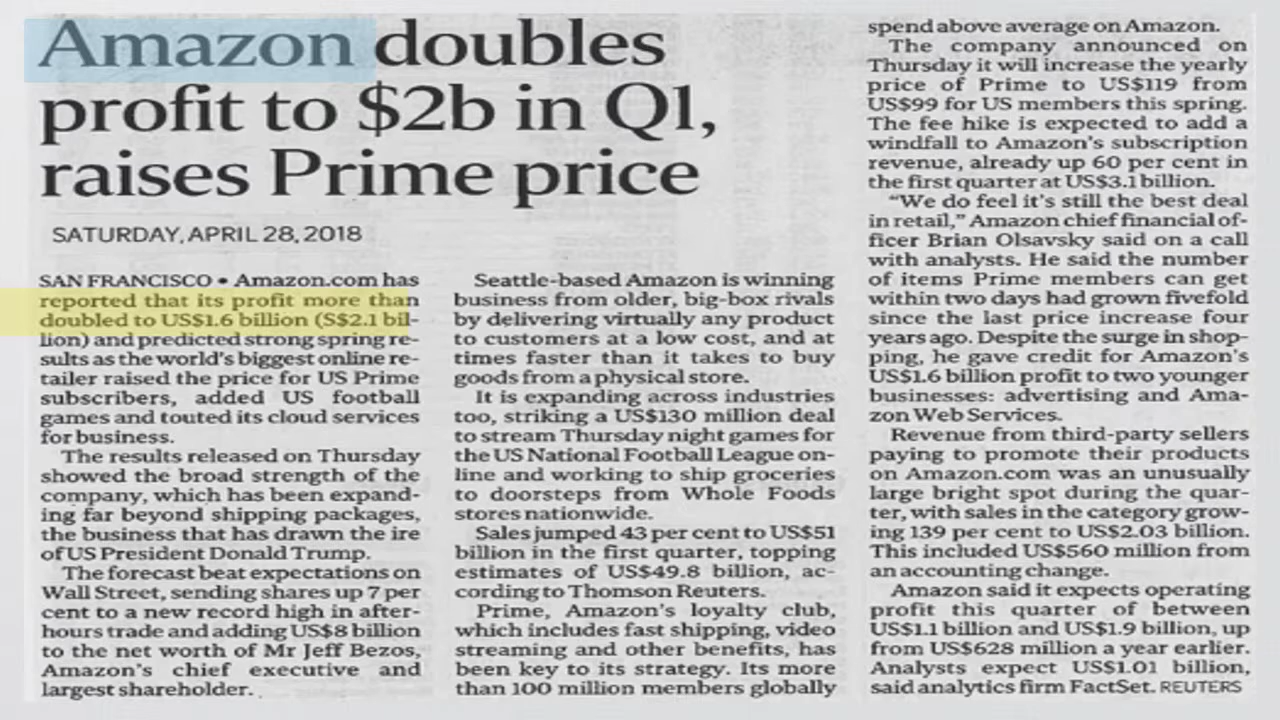 Amazon doubles
profit to $2b in Q1,
raises Prime price
SATURDAY, APRIL 28, 2018
SAN FRANCISCO • Amazon.com has
reported that its profit more than
doubled to US$1.6 billion (S$2.1 bil-
lion) and predicted strong spring re-
sults as the world's biggest online re-
tailer raised the price for US Prime
subscribers, added US football
games and touted its cloud services
for business.
The results released on Thursday
showed the broad strength of the
company, which has been expand-
ing far beyond shipping packages,
the business that has drawn the ire
of US President Donald Trump.
The forecast beat expectations on
Wall Street, sending shares up 7 per
cent to a new record high in after-
hours trade and adding US$8 billion
to the net worth of Mr Jeff Bezos,
Amazon's chief executive and
largest shareholder.
Seattle-based Amazon is winning
business from older, big-box rivals
by delivering virtually any product
to customers at a low cost, and at
times faster than it takes to buy
goods from a physical store.
It is expanding across industries
too, striking a US$130 million deal
to stream Thursday night games for
the US National Football League on-
line and working to ship groceries
to doorsteps from Whole Foods
stores nationwide.
Sales jumped 43 per cent to US$51
billion in the first quarter, topping
estimates of US$49.8 billion, ac-
cording to Thomson Reuters.
Prime, Amazon's loyalty club,
which includes fast shipping, video
streaming and other benefits, has
been key to its strategy. Its more
than 100 million members globally
spend above average on Amazon.
The company announced on
Thursday it will increase the yearly
price of Prime to US$119 from
US$99 for US members this spring.
The fee hike is expected to add a
windfall to Amazon's subscription
revenue, already up 60 per cent in
the first quarter at US$3.1 billion.
"We do feel it's still the best deal
in retail," Amazon chief financial of-
ficer Brian Olsavsky said on a call
with analysts. He said the number
of items Prime members can get
within two days had grown fivefold
since the last price increase four
years ago. Despite the surge in shop-
ping, he gave credit for Amazon's
US$1.6 billion profit to two younger
businesses: advertising and Ama-
zon Web Services.
Revenue from third-party sellers
paying to promote their products
on Amazon.com was an unusually
large bright spot during the quar-
ter, with sales in the category grow-
ing 139 per cent to US$2.03 billion.
This included US$560 million from
an accounting change.
Amazon said it expects operating
profit this quarter of between
US$1.1 billion and US$1.9 billion, up
from US$628 million a year earlier.
Analysts expect US$1.01 billion,
said analytics firm FactSet. REUTERS